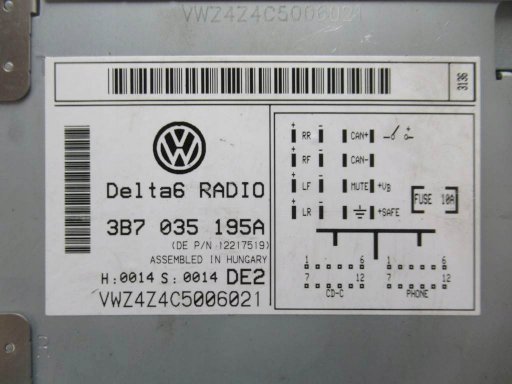 VWZ4Z4C5006021
3136
VW
Delta6 RADIO
3B7 035 195A
(DE P/N 12217519)
ASSEMBLED IN HUNGARY
H:0014 S:0014 DE2
VWZ4Z4C5006021
+ - + -
RR CAN+
+ -
RF CAN-
+ -
LF MUTE +VB
+ -
LR +SAFE
FUSE 10A
1 6 1 6
7 12 7 12
CD-C PHONE